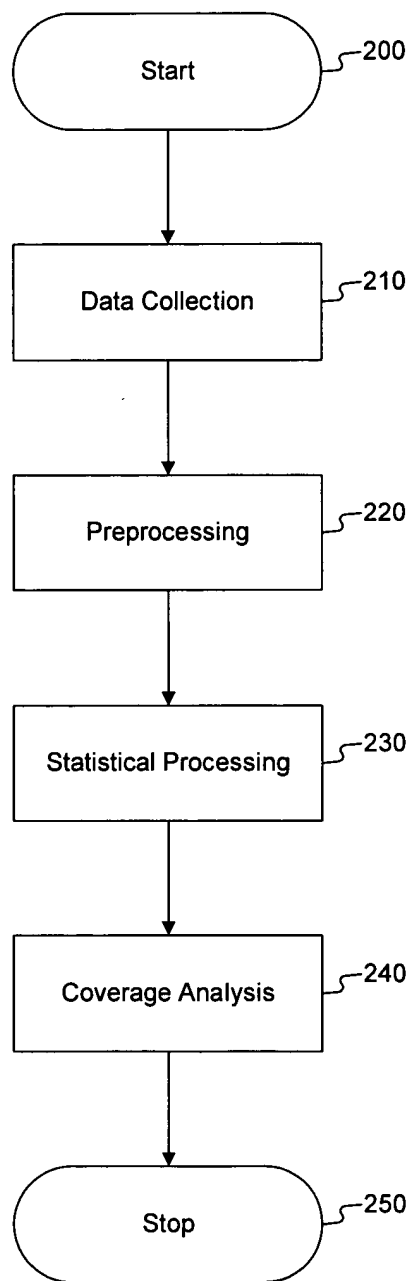 Start
200
Data Collection
210
Preprocessing
220
Statistical Processing
230
Coverage Analysis
240
Stop
250